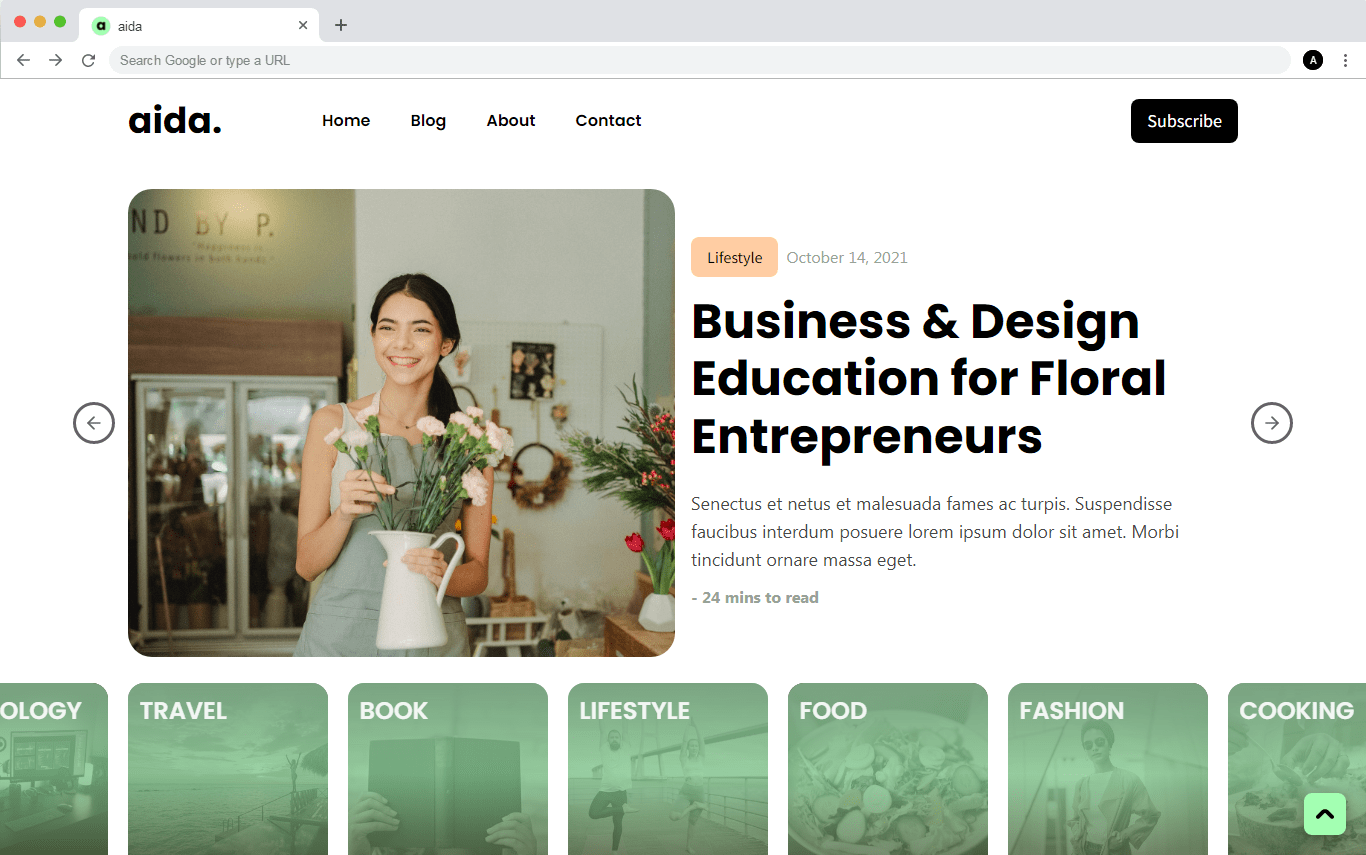 aida
Search Google or type a URL
A
aida.
Home Blog About Contact
Subscribe
ND BY P.
Lifestyle
October 14, 2021
Business & Design
Education for Floral
Entrepreneurs
Senectus et netus et malesuada fames ac turpis. Suspendisse
faucibus interdum posuere lorem ipsum dolor sit amet. Morbi
tincidunt ornare massa eget.
- 24 mins to read
OLOGY
TRAVEL
BOOK
LIFESTYLE
FOOD
FASHION
COOKING